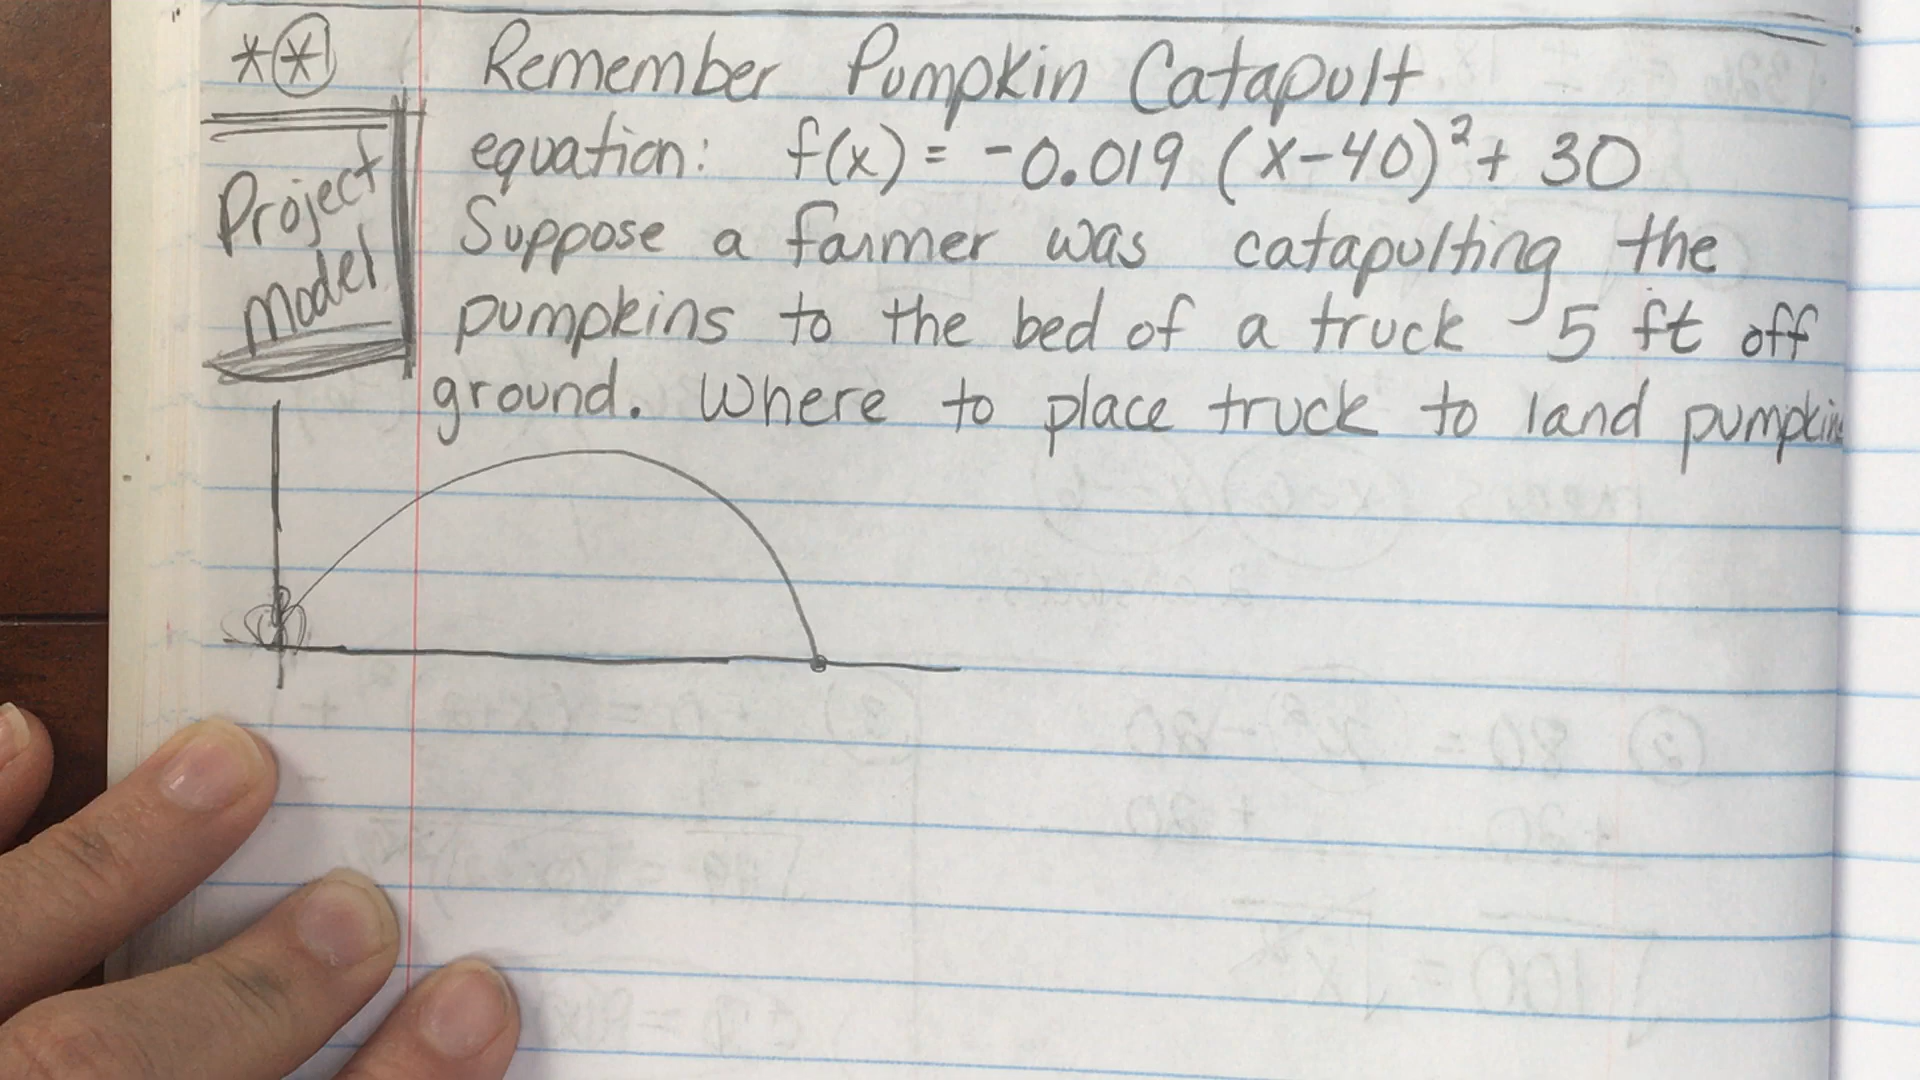 *⊛ Remember Pumpkin Catapult
equation: f(x) = -0.019 (x-40)² + 30
Project
Model
Suppose a farmer was catapulting the
pumpkins to the bed of a truck 5 ft off
ground. Where to place truck to land pumpkins